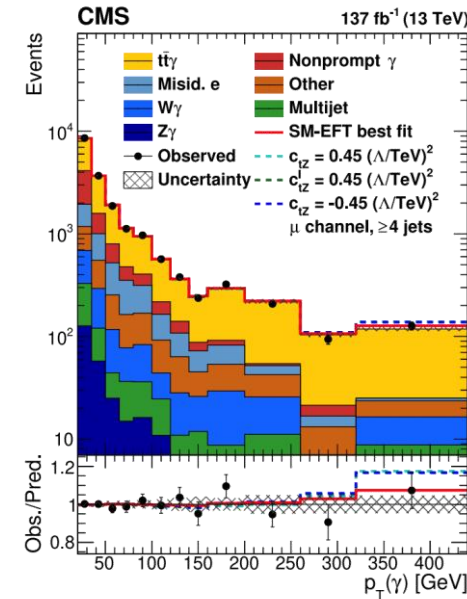 CMS 137 fb⁻¹ (13 TeV)
Events
tt̄γ Nonprompt γ
Misid. e Other
Wγ Multijet
Zγ SM-EFT best fit
Observed c_tZ = 0.45 (Λ/TeV)²
Uncertainty c^I_tZ = 0.45 (Λ/TeV)²
c_tZ = -0.45 (Λ/TeV)²
μ channel, ≥4 jets
10⁴
10³
10²
10
Obs./Pred.
1.2
1
0.8
50 100 150 200 250 300 350 400
p_T(γ) [GeV]